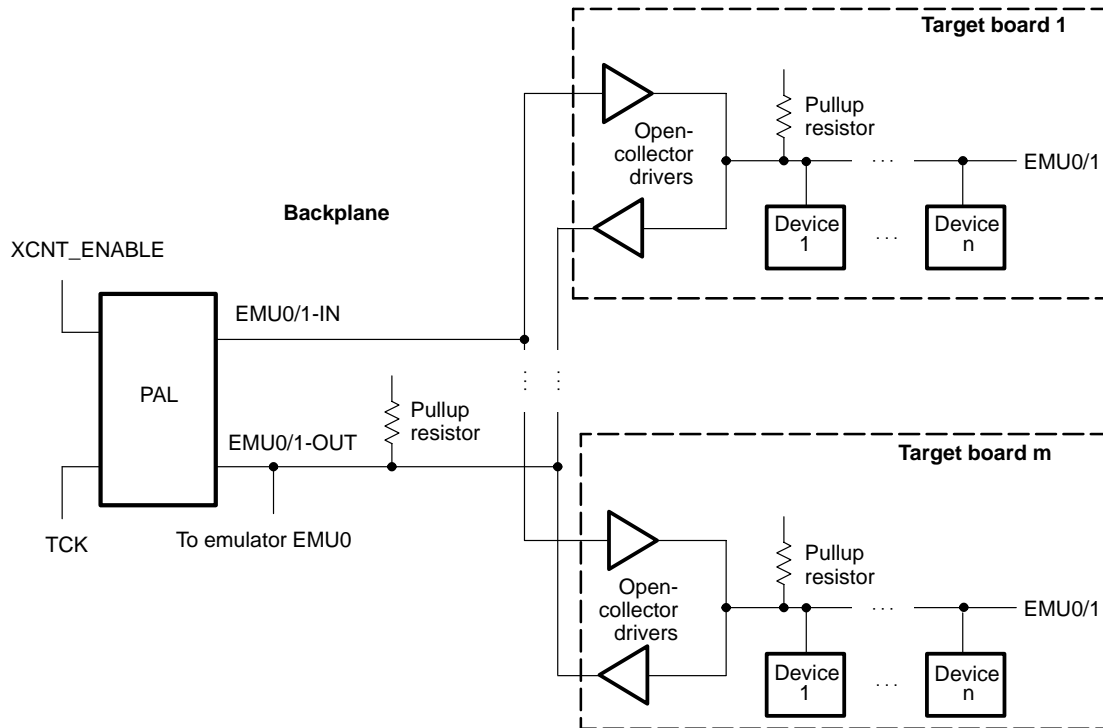 Target board 1
Pullup
resistor
Open-
collector
drivers
EMU0/1
. . .
Device
1
. . .
Device
n
Backplane
XCNT_ENABLE
EMU0/1-IN
PAL
. . .
. . .
Pullup
resistor
EMU0/1-OUT
TCK
To emulator EMU0
Target board m
Pullup
resistor
Open-
collector
drivers
. . .
EMU0/1
Device
1
. . .
Device
n